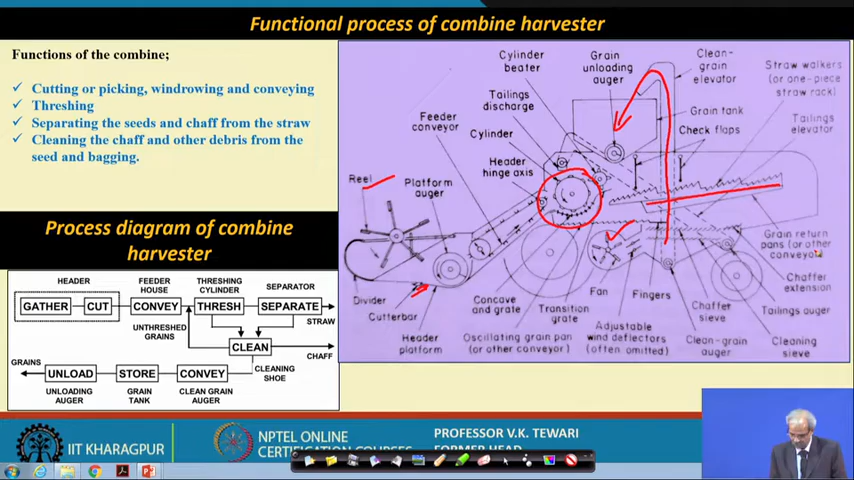 Functional process of combine harvester
Functions of the combine;
✓ Cutting or picking, windrowing and conveying
✓ Threshing
✓ Separating the seeds and chaff from the straw
✓ Cleaning the chaff and other debris from the
seed and bagging.
Process diagram of combine
harvester
HEADER
FEEDER
HOUSE
THRESHING
CYLINDER
SEPARATOR
GATHER
CUT
CONVEY
THRESH
SEPARATE
STRAW
UNTHRESHED
GRAINS
CLEAN
CHAFF
CLEANING
SHOE
GRAINS
UNLOAD
STORE
CONVEY
UNLOADING
AUGER
GRAIN
TANK
CLEAN GRAIN
AUGER
Cylinder
beater
Grain
unloading
auger
Clean-
grain
elevator
Straw walkers
(or one-piece
straw rack)
Tailings
discharge
Grain tank
Tailings
elevator
Feeder
conveyor
Check flaps
Cylinder
Header
hinge axis
Reel
Platform
auger
Grain return
pans (or other
Chaffer
extension
Divider
Cutterbar
Header
platform
Concave
and grate
Transition
grate
Fan
Fingers
Chaffer
sieve
Tailings auger
Oscillating grain pan
(or other conveyor)
Adjustable
wind deflectors
(often omitted)
Clean-grain
auger
Cleaning
sieve
IIT KHARAGPUR
NPTEL ONLINE
CERTIFICATION COURSES
PROFESSOR V.K. TEWARI
FORMER HEAD